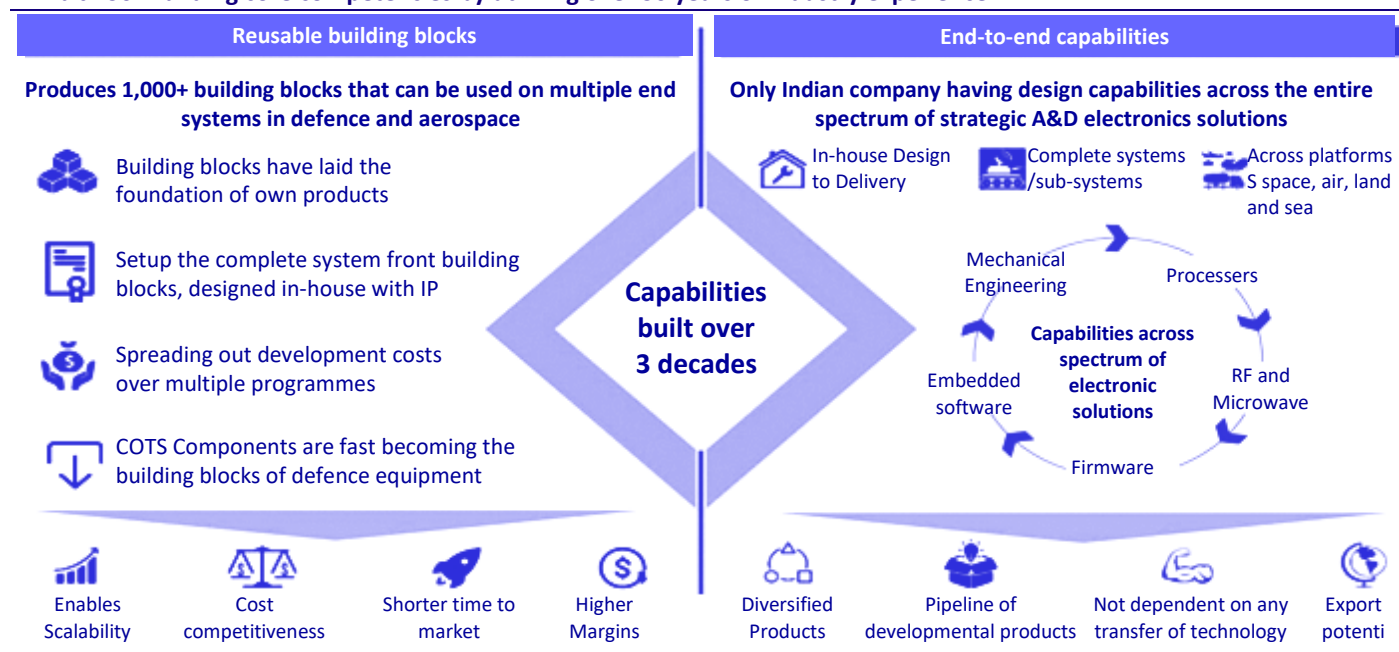 Reusable building blocks
Produces 1,000+ building blocks that can be used on multiple end
systems in defence and aerospace
Building blocks have laid the
foundation of own products
Setup the complete system front building
blocks, designed in-house with IP
Spreading out development costs
over multiple programmes
COTS Components are fast becoming the
building blocks of defence equipment
Enables
Scalability
Cost
competitiveness
Shorter time to
market
Higher
Margins
Capabilities
built over
3 decades
End-to-end capabilities
Only Indian company having design capabilities across the entire
spectrum of strategic A&D electronics solutions
In-house Design
to Delivery
Complete systems
/sub-systems
Across platforms
S space, air, land
and sea
Mechanical
Engineering
Processers
RF and
Microwave
Firmware
Embedded
software
Capabilities across
spectrum of
electronic
solutions
Diversified
Products
Pipeline of
developmental products
Not dependent on any
transfer of technology
Export
potenti